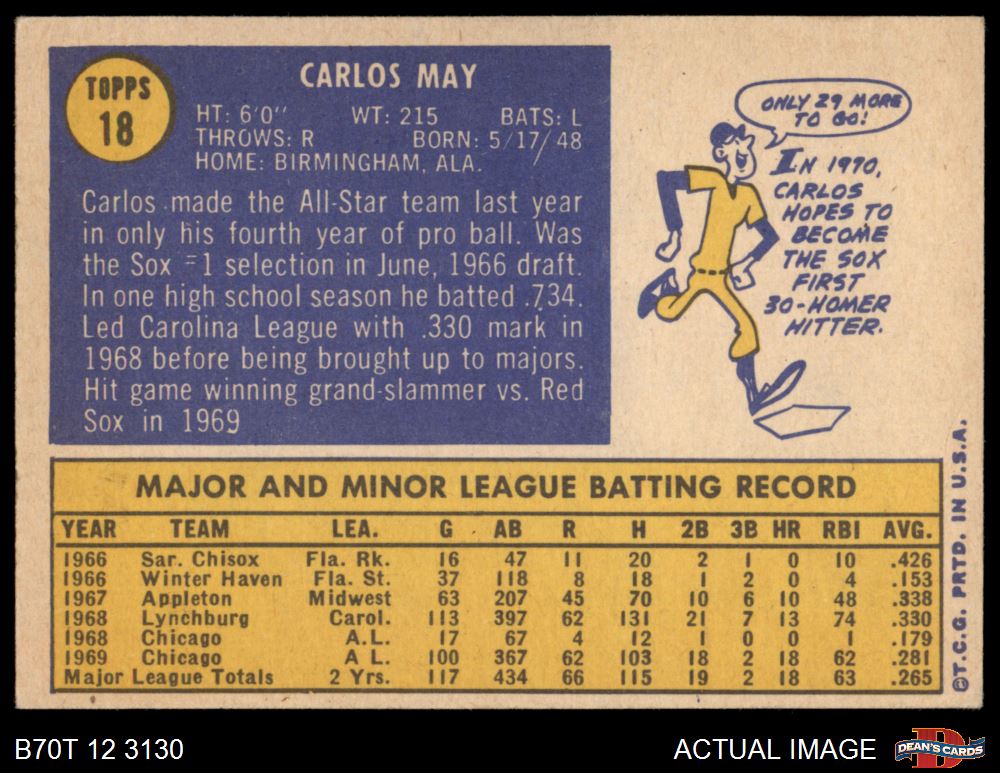 TOPPS
18
CARLOS MAY
HT: 6'0" WT: 215 BATS: L
THROWS: R BORN: 5/17/48
HOME: BIRMINGHAM, ALA.
Carlos made the All-Star team last year
in only his fourth year of pro ball. Was
the Sox #1 selection in June, 1966 draft.
In one high school season he batted .734.
Led Carolina League with .330 mark in
1968 before being brought up to majors.
Hit game winning grand-slammer vs. Red
Sox in 1969
ONLY 29 MORE
TO GO!
IN 1970,
CARLOS
HOPES TO
BECOME
THE SOX
FIRST
30-HOMER
HITTER.
MAJOR AND MINOR LEAGUE BATTING RECORD
YEAR TEAM LEA. G AB R H 2B 3B HR RBI AVG.
1966 Sar. Chisox Fla. Rk. 16 47 11 20 2 1 0 10 .426
1966 Winter Haven Fla. St. 37 118 8 18 1 2 0 4 .153
1967 Appleton Midwest 63 207 45 70 10 6 10 48 .338
1968 Lynchburg Carol. 113 397 62 131 21 7 13 74 .330
1968 Chicago A.L. 17 67 4 12 1 0 0 1 .179
1969 Chicago A L. 100 367 62 103 18 2 18 62 .281
Major League Totals 2 Yrs. 117 434 66 115 19 2 18 63 .265
©T.C.G. PRTD. IN U.S.A.
B70T 12 3130
ACTUAL IMAGE
D
DEAN'S CARDS